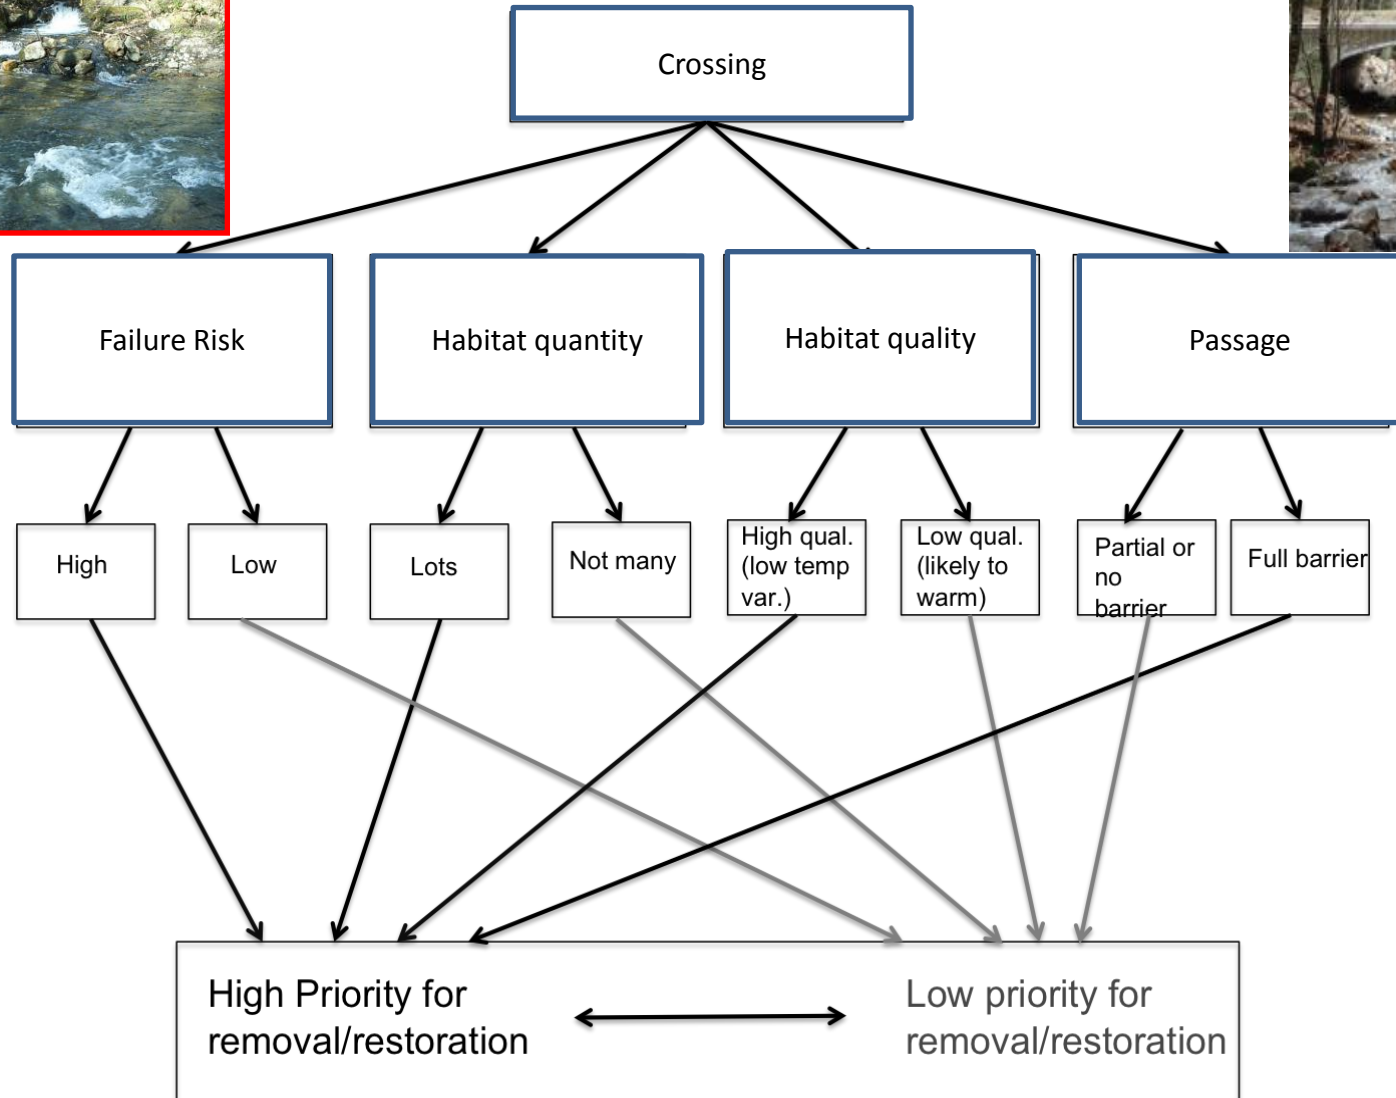 Crossing
Failure Risk
Habitat quantity
Habitat quality
Passage
High
Low
Lots
Not many
High qual.
(low temp
var.)
Low qual.
(likely to
warm)
Partial or
no
barrier
Full barrier
High Priority for
removal/restoration
Low priority for
removal/restoration